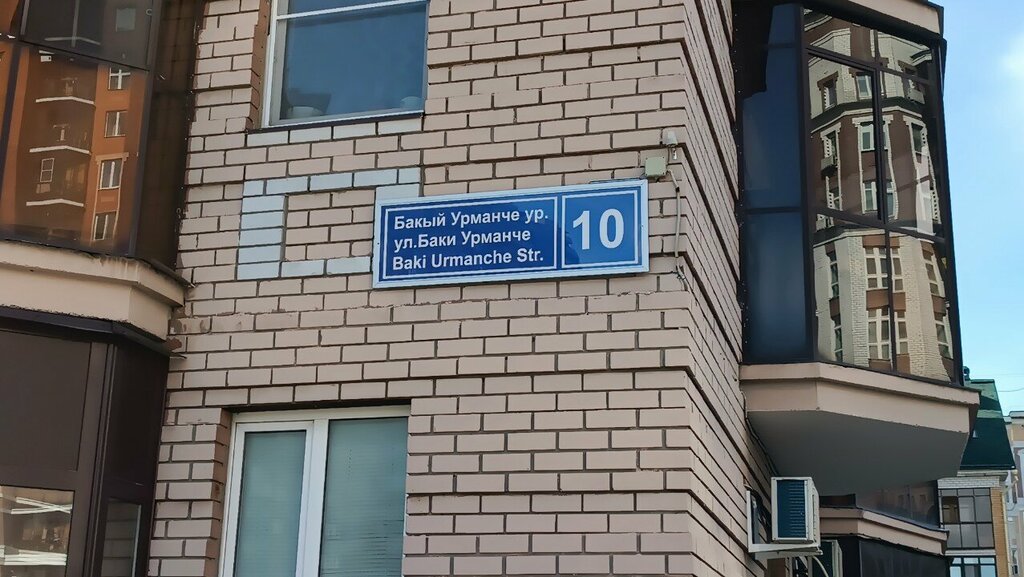 Бакый Урманче ур.
ул.Баки Урманче
Baki Urmanche Str.
10